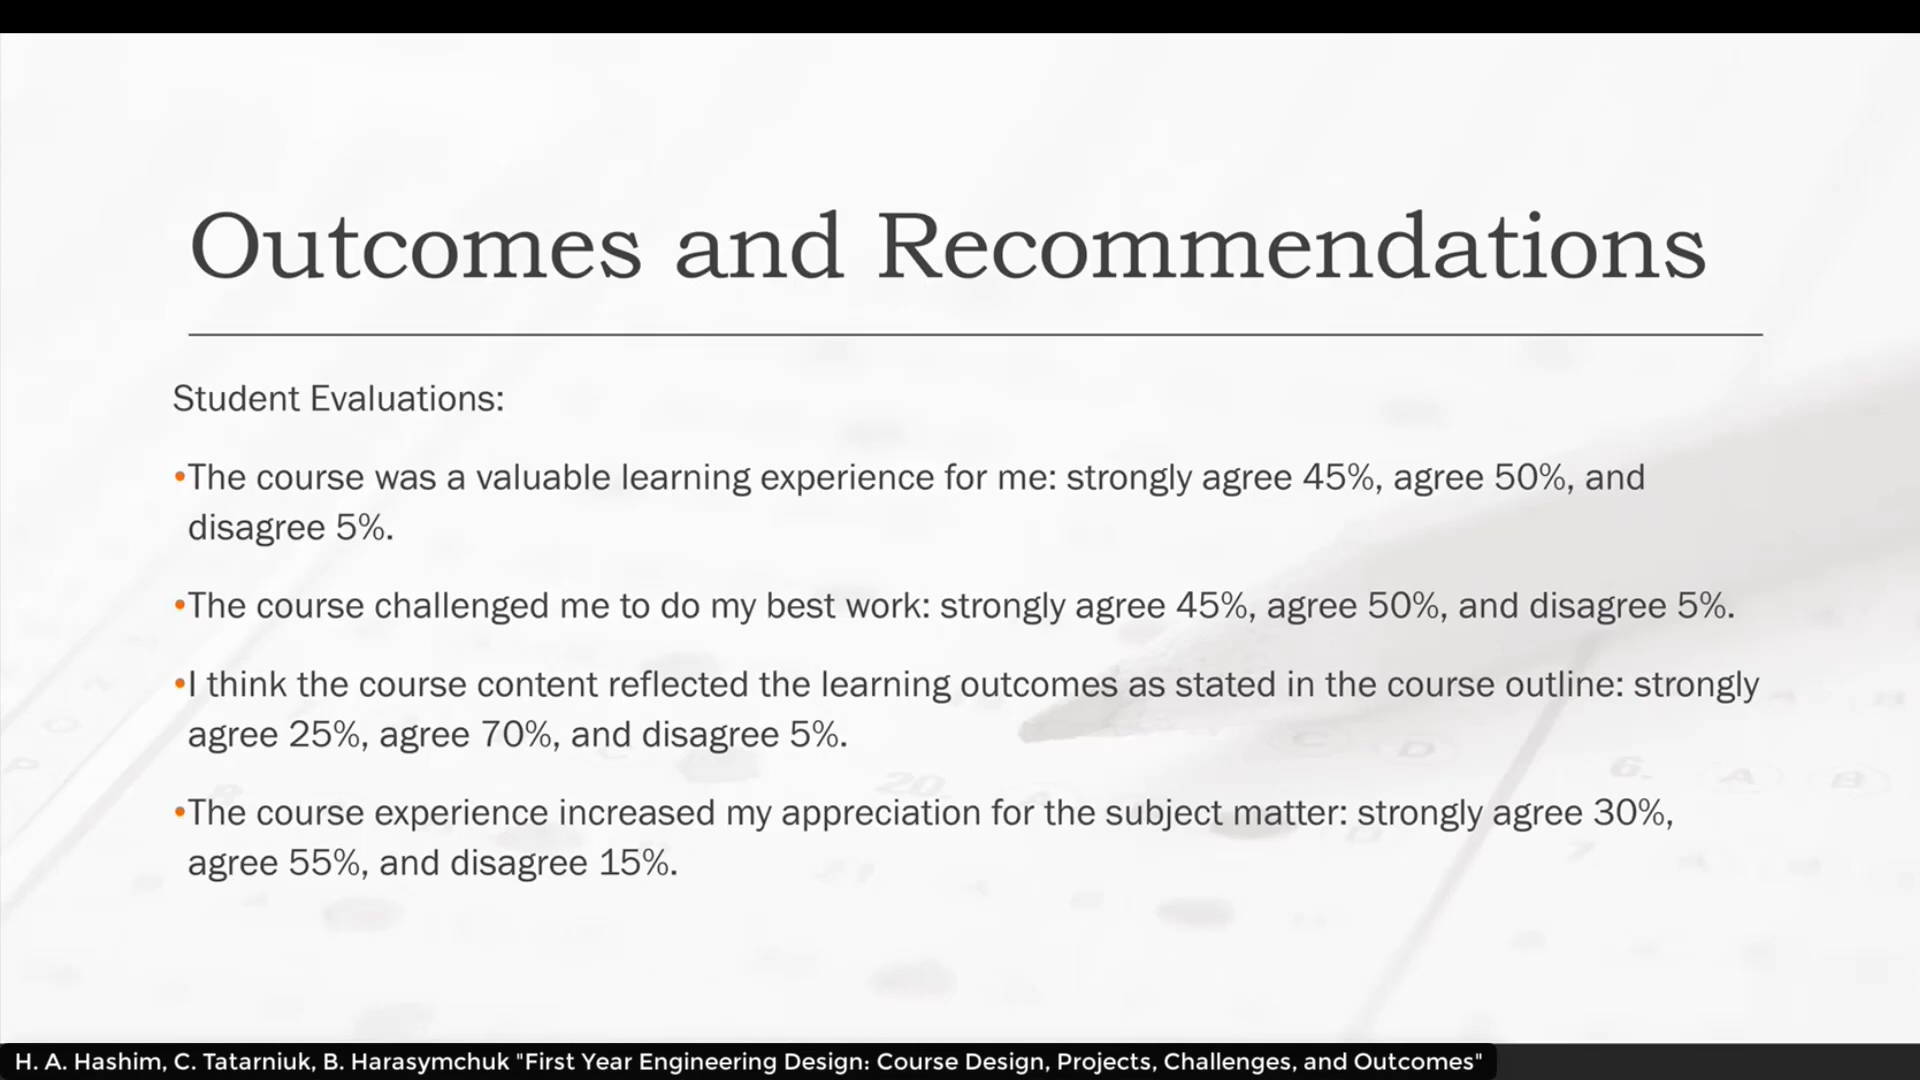 Outcomes and Recommendations
Student Evaluations:
•The course was a valuable learning experience for me: strongly agree 45%, agree 50%, and
disagree 5%.
•The course challenged me to do my best work: strongly agree 45%, agree 50%, and disagree 5%.
•I think the course content reflected the learning outcomes as stated in the course outline: strongly
agree 25%, agree 70%, and disagree 5%.
•The course experience increased my appreciation for the subject matter: strongly agree 30%,
agree 55%, and disagree 15%.
H. A. Hashim, C. Tatarniuk, B. Harasymchuk "First Year Engineering Design: Course Design, Projects, Challenges, and Outcomes"